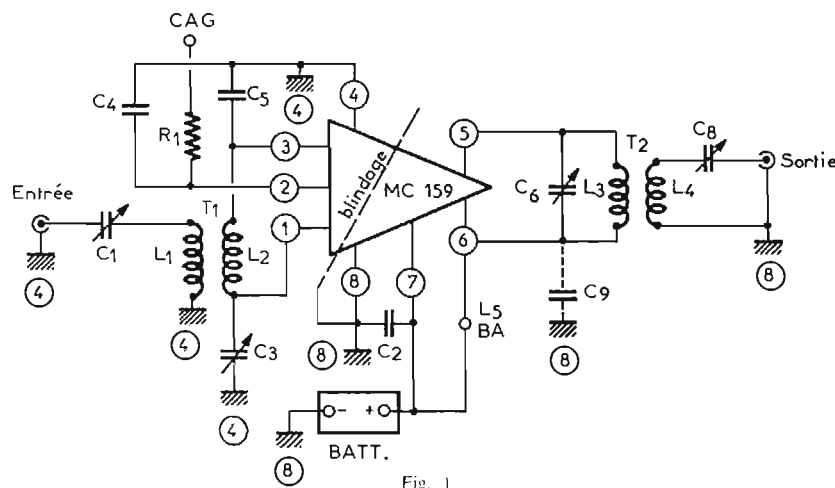 CAG
C4
C5
4
4
R1
3
2
1
blindage
MC 159
5
6
8
7
T2
C8
C6
L3
L4
Sortie
Entrée
C1
4
L1
T1
L2
4
C3
4
8
C2
L5
BA
C9
8
8
8
- +
BATT.
Fig. 1